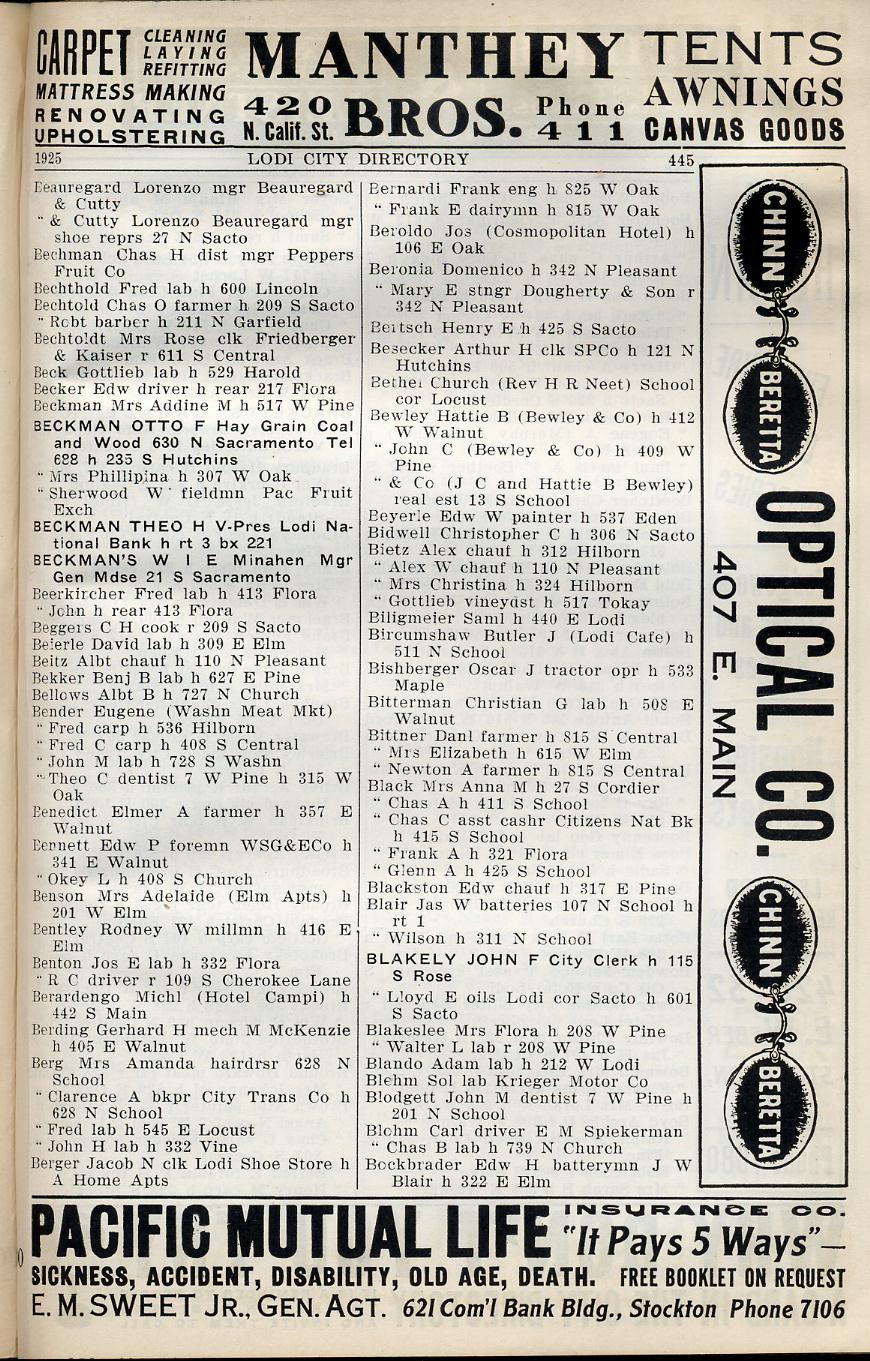 CARPET CLEANING
LAYING
REFITTING
MATTRESS MAKING
RENOVATING
UPHOLSTERING
MANTHEY
420
N. Calif. St.
BROS.
Phone
411
TENTS
AWNINGS
CANVAS GOODS
1925 LODI CITY DIRECTORY 445
Beauregard Lorenzo mgr Beauregard
& Cutty
" & Cutty Lorenzo Beauregard mgr
shoe reprs 27 N Sacto
Bechman Chas H dist mgr Peppers
Fruit Co
Bechthold Fred lab h 600 Lincoln
Bechtold Chas O farmer h 209 S Sacto
" Robt barber h 211 N Garfield
Bechtoldt Mrs Rose clk Friedberger
& Kaiser r 611 S Central
Beck Gottlieb lab h 529 Harold
Becker Edw driver h rear 217 Flora
Beckman Mrs Addine M h 517 W Pine
BECKMAN OTTO F Hay Grain Coal
and Wood 630 N Sacramento Tel
628 h 235 S Hutchins
" Mrs Phillipina h 307 W Oak
" Sherwood W fieldmn Pac Fruit
Exch
BECKMAN THEO H V-Pres Lodi Na-
tional Bank h rt 3 bx 221
BECKMAN'S W I E Minahen Mgr
Gen Mdse 21 S Sacramento
Beerkircher Fred lab h 413 Flora
" John h rear 413 Flora
Beggers C H cook r 209 S Sacto
Beierle David lab h 309 E Elm
Beitz Albt chauf h 110 N Pleasant
Bekker Benj B lab h 627 E Pine
Bellows Albt B h 727 N Church
Bender Eugene (Washn Meat Mkt)
" Fred carp h 536 Hilborn
" Fred C carp h 408 S Central
" John M lab h 728 S Washn
" Theo C dentist 7 W Pine h 315 W
Oak
Benedict Elmer A farmer h 357 E
Walnut
Bennett Edw P foremn WSG&ECo h
341 E Walnut
" Okey L h 408 S Church
Benson Mrs Adelaide (Elm Apts) h
201 W Elm
Bentley Rodney W millmn h 416 E
Elm
Benton Jos E lab h 332 Flora
" R C driver r 109 S Cherokee Lane
Berardengo Michl (Hotel Campi) h
442 S Main
Berding Gerhard H mech M McKenzie
h 405 E Walnut
Berg Mrs Amanda hairdrsr 628 N
School
" Clarence A bkpr City Trans Co h
628 N School
" Fred lab h 545 E Locust
" John H lab h 332 Vine
Berger Jacob N clk Lodi Shoe Store h
A Home Apts
Bernardi Frank eng h 825 W Oak
" Frank E dairymn h 815 W Oak
Beroldo Jos (Cosmopolitan Hotel) h
106 E Oak
Beronia Domenico h 342 N Pleasant
" Mary E stngr Dougherty & Son r
342 N Pleasant
Bertsch Henry E h 425 S Sacto
Besecker Arthur H clk SPCo h 121 N
Hutchins
Bethel Church (Rev H R Neet) School
cor Locust
Bewley Hattie B (Bewley & Co) h 412
W Walnut
" John C (Bewley & Co) h 409 W
Pine
" & Co (J C and Hattie B Bewley)
real est 13 S School
Beyerle Edw W painter h 537 Eden
Bidwell Christopher C h 306 N Sacto
Bietz Alex chauf h 312 Hilborn
" Alex W chauf h 110 N Pleasant
" Mrs Christina h 324 Hilborn
" Gottlieb vineydst h 517 Tokay
Biligmeier Saml h 440 E Lodi
Bircumshaw Butler J (Lodi Cafe) h
511 N School
Bishberger Oscar J tractor opr h 533
Maple
Bitterman Christian G lab h 508 E
Walnut
Bittner Danl farmer h 815 S Central
" Mrs Elizabeth h 615 W Elm
" Newton A farmer h 815 S Central
Black Mrs Anna M h 27 S Cordier
" Chas A h 411 S School
" Chas C asst cashr Citizens Nat Bk
h 415 S School
" Frank A h 321 Flora
" Glenn A h 425 S School
Blackston Edw chauf h 317 E Pine
Blair Jas W batteries 107 N School h
rt 1
" Wilson h 311 N School
BLAKELY JOHN F City Clerk h 115
S Rose
" Lloyd E oils Lodi cor Sacto h 601
S Sacto
Blakeslee Mrs Flora h 208 W Pine
" Walter L lab r 208 W Pine
Blando Adam lab h 212 W Lodi
Blehm Sol lab Krieger Motor Co
Blodgett John M dentist 7 W Pine h
201 N School
Blohm Carl driver E M Spiekerman
" Chas B lab h 739 N Church
Bockbrader Edw H batterymn J W
Blair h 322 E Elm
CHINN
BERETTA
OPTICAL CO.
407 E. MAIN
CHINN
BERETTA
PACIFIC MUTUAL LIFE INSURANCE CO.
"It Pays 5 Ways"—
SICKNESS, ACCIDENT, DISABILITY, OLD AGE, DEATH. FREE BOOKLET ON REQUEST
E. M. SWEET JR., GEN. AGT. 621 Com'l Bank Bldg., Stockton Phone 7106